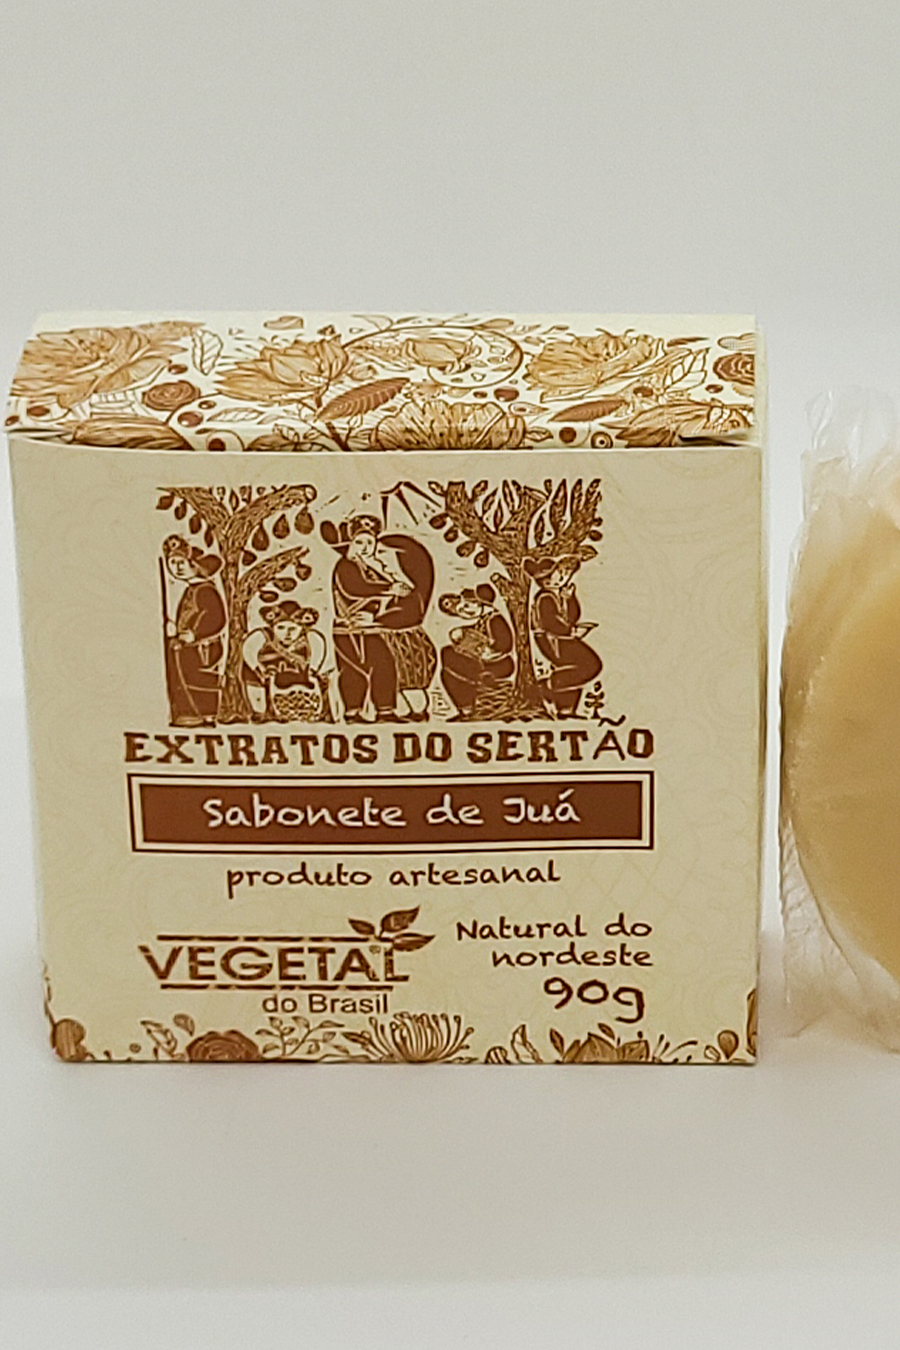 EXTRATOS DO SERTÃO
Sabonete de Juá
produto artesanal
VEGETAL
do Brasil
Natural do
nordeste
90g